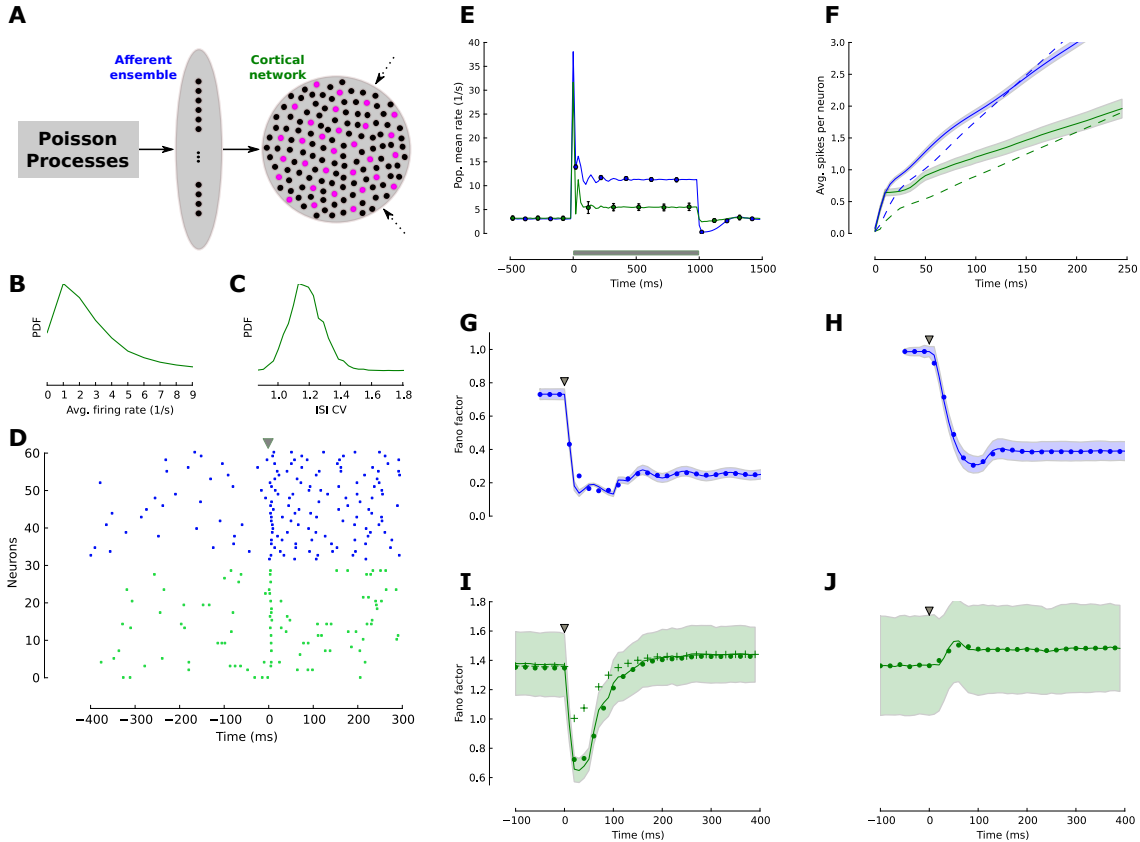 A
Afferent
ensemble
Cortical
network
Poisson
Processes
B
PDF
0 1 2 3 4 5 6 7 8 9
Avg. firing rate (1/s)
C
PDF
1.0 1.2 1.4 1.6 1.8
ISI CV
D
Neurons
60
50
40
30
20
10
0
−400 −300 −200 −100 0 100 200 300
Time (ms)
E
Pop. mean rate (1/s)
40
35
30
25
20
15
10
5
0
−500 0 500 1000 1500
Time (ms)
F
Avg. spikes per neuron
3.0
2.5
2.0
1.5
1.0
0.5
0.0
0 50 100 150 200 250
Time (ms)
G
Fano factor
1.0
0.8
0.6
0.4
0.2
0.0
H
I
Fano factor
1.8
1.6
1.4
1.2
1.0
0.8
0.6
−100 0 100 200 300 400
Time (ms)
J
−100 0 100 200 300 400
Time (ms)